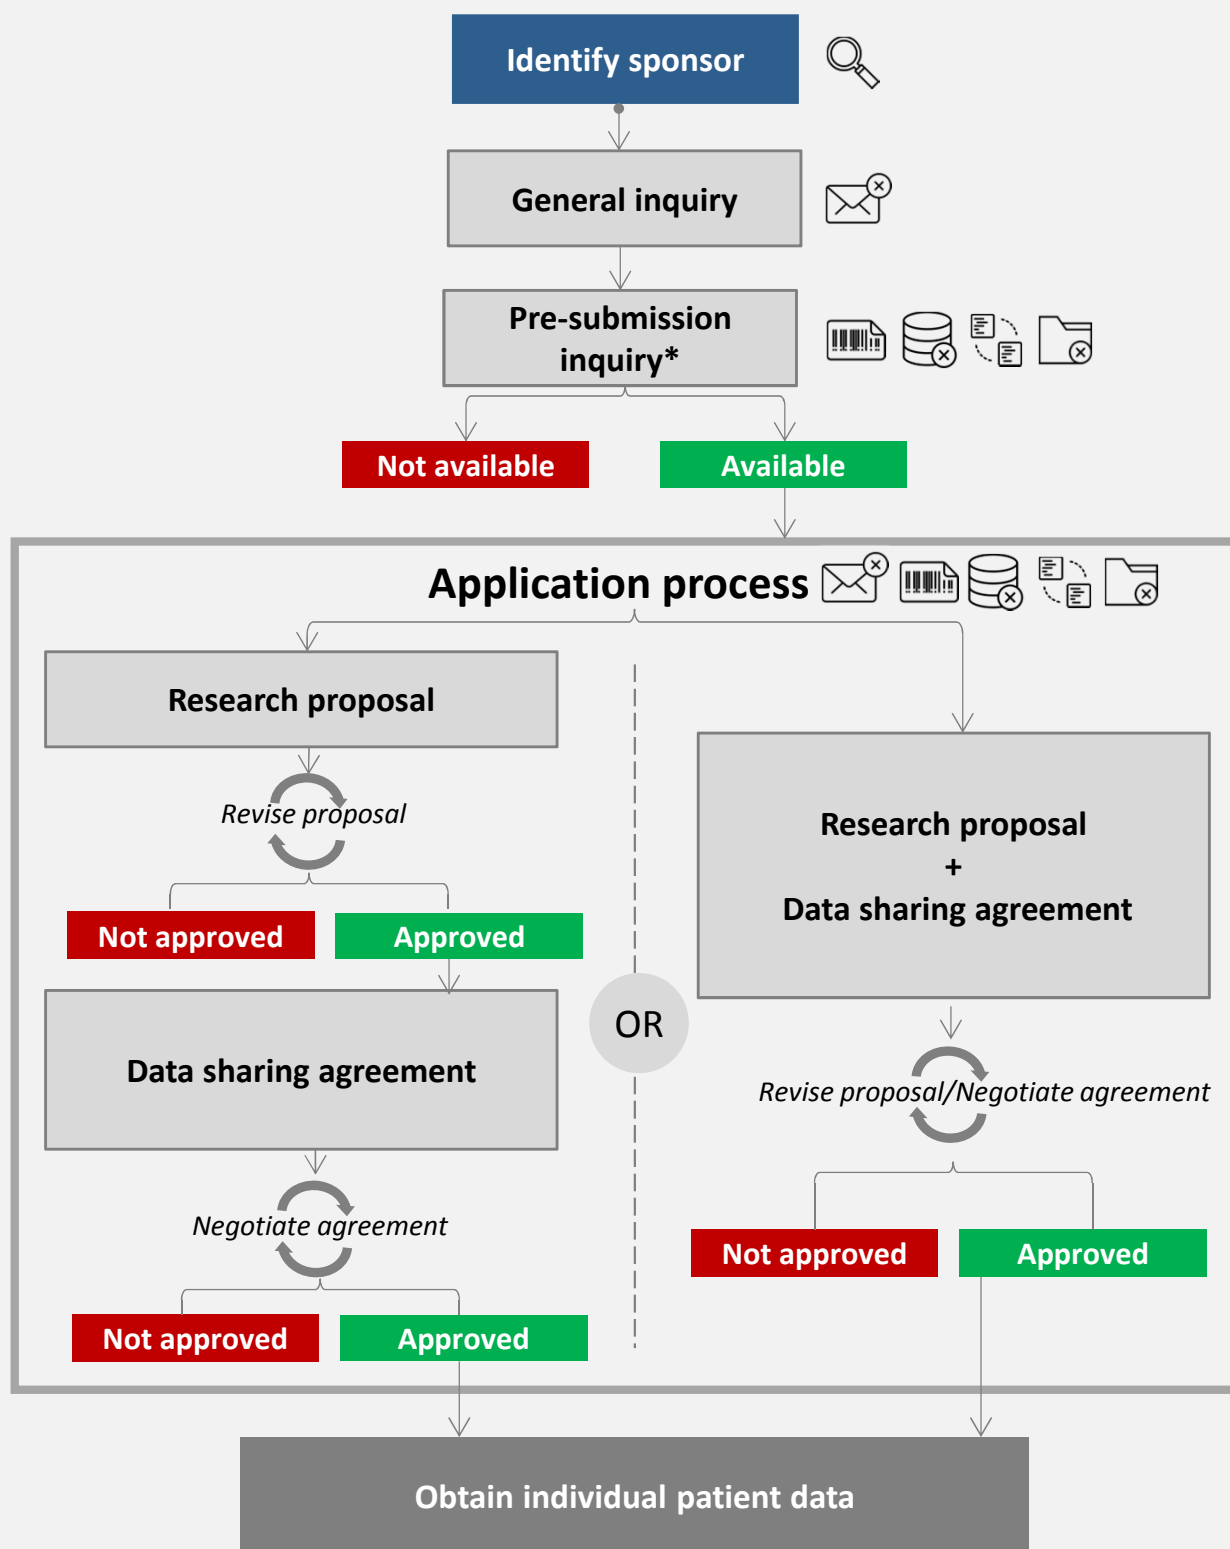 Identify sponsor
General inquiry
Pre-submission
inquiry*
Not available
Available
Application process
Research proposal
Revise proposal
Not approved
Approved
Data sharing agreement
Negotiate agreement
Not approved
Approved
OR
Research proposal
+
Data sharing agreement
Revise proposal/Negotiate agreement
Not approved
Approved
Obtain individual patient data